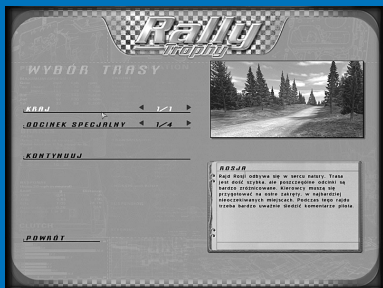 Rally
Trophy
WYBÓR TRASY
KRAJ 1/1
ODCINEK SPECJALNY 1/4
KONTYNUUJ
POWRÓT
ROSJA
Rajd Rosji odbywa się w sercu natury. Trasa
jest dość szybka, ale poszczególne odcinki są
bardzo zróżnicowane. Kierowcy muszą się
przygotować na ostre zakręty, w najbardziej
nieoczekiwanych miejscach. Podczas tego rajdu
trzeba bardzo uważnie śledzić komentarze pilota.